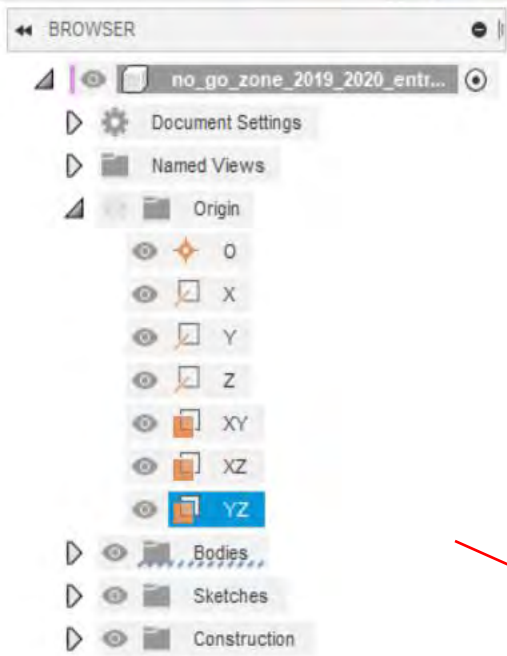 BROWSER
no_go_zone_2019_2020_entr...
Document Settings
Named Views
Origin
O
X
Y
Z
XY
XZ
YZ
Bodies
Sketches
Construction